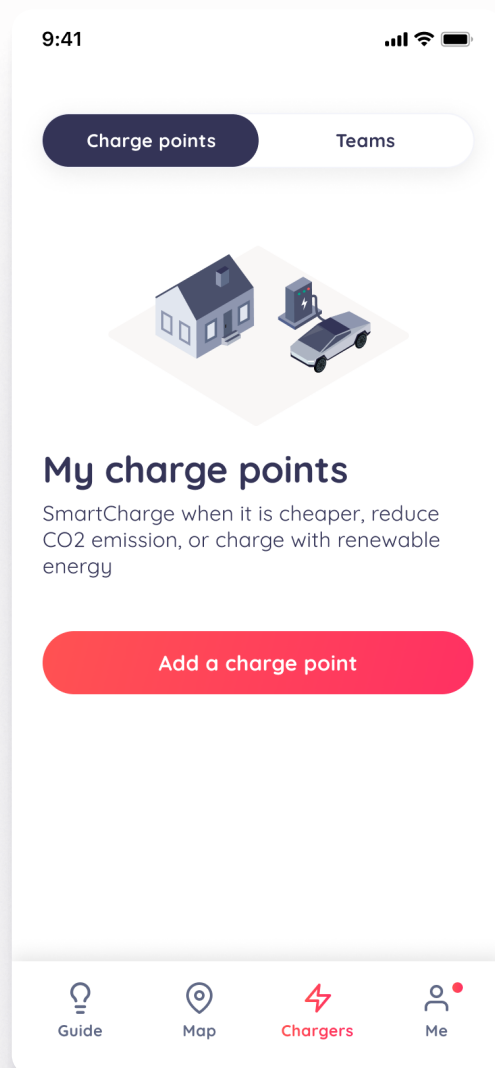 9:41
Charge points
Teams
My charge points
SmartCharge when it is cheaper, reduce
CO2 emission, or charge with renewable
energy
Add a charge point
Guide
Map
Chargers
Me